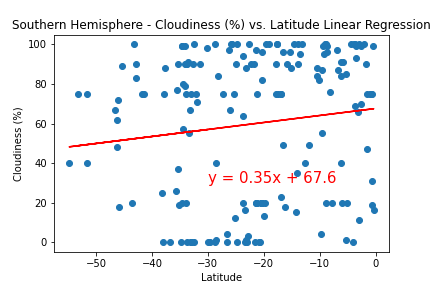 Southern Hemisphere - Cloudiness (%) vs. Latitude Linear Regression
Cloudiness (%)
100
80
60
40
20
0
y = 0.35x + 67.6
−50 −40 −30 −20 −10 0
Latitude